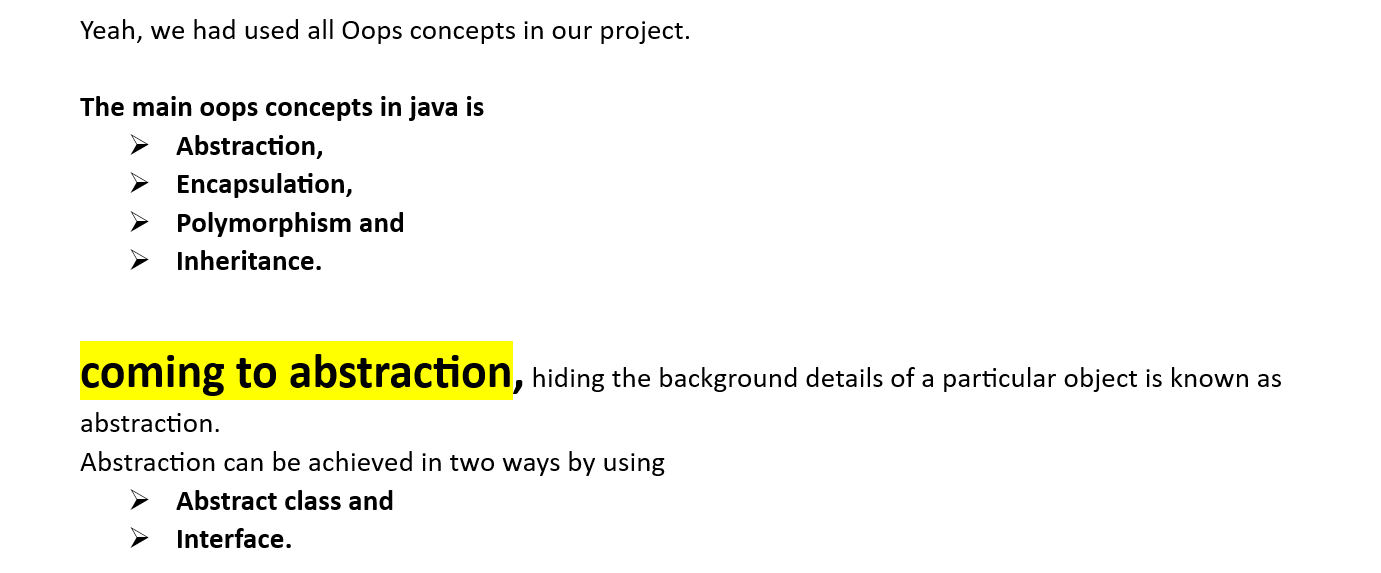 Yeah, we had used all Oops concepts in our project.
The main oops concepts in java is
➢ Abstraction,
➢ Encapsulation,
➢ Polymorphism and
➢ Inheritance.
coming to abstraction, hiding the background details of a particular object is known as
abstraction.
Abstraction can be achieved in two ways by using
➢ Abstract class and
➢ Interface.